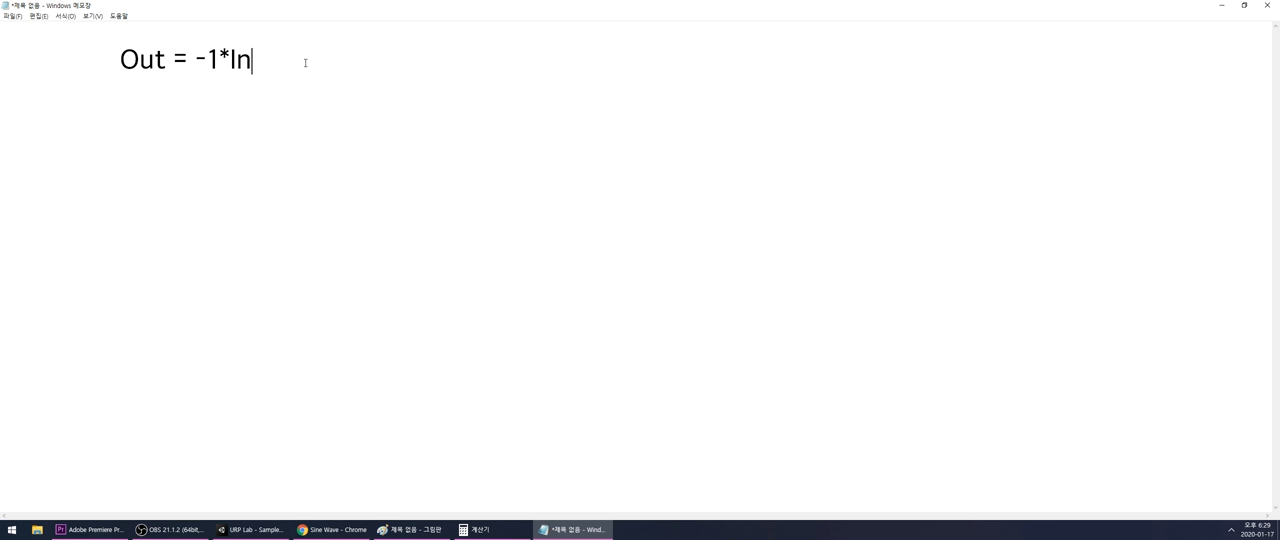 *제목 없음 - Windows 메모장
파일(F) 편집(E) 서식(O) 보기(V) 도움말
Out = -1*In
Adobe Premiere Pr... OBS 21.1.2 (64bit,... URP Lab - Sample... Sine Wave - Chrome 제목 없음 - 그림판 계산기 *제목 없음 - Wind... 오후 6:29
2020-01-17